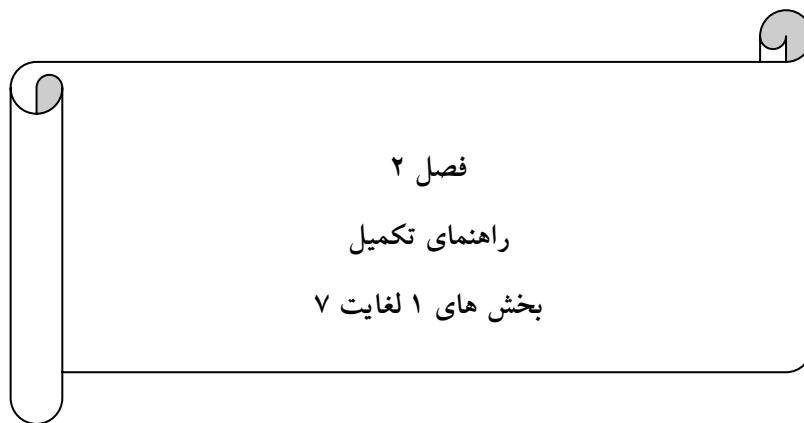 فصل ۲
راهنمای تکمیل
بخش های ۱ لغایت ۷